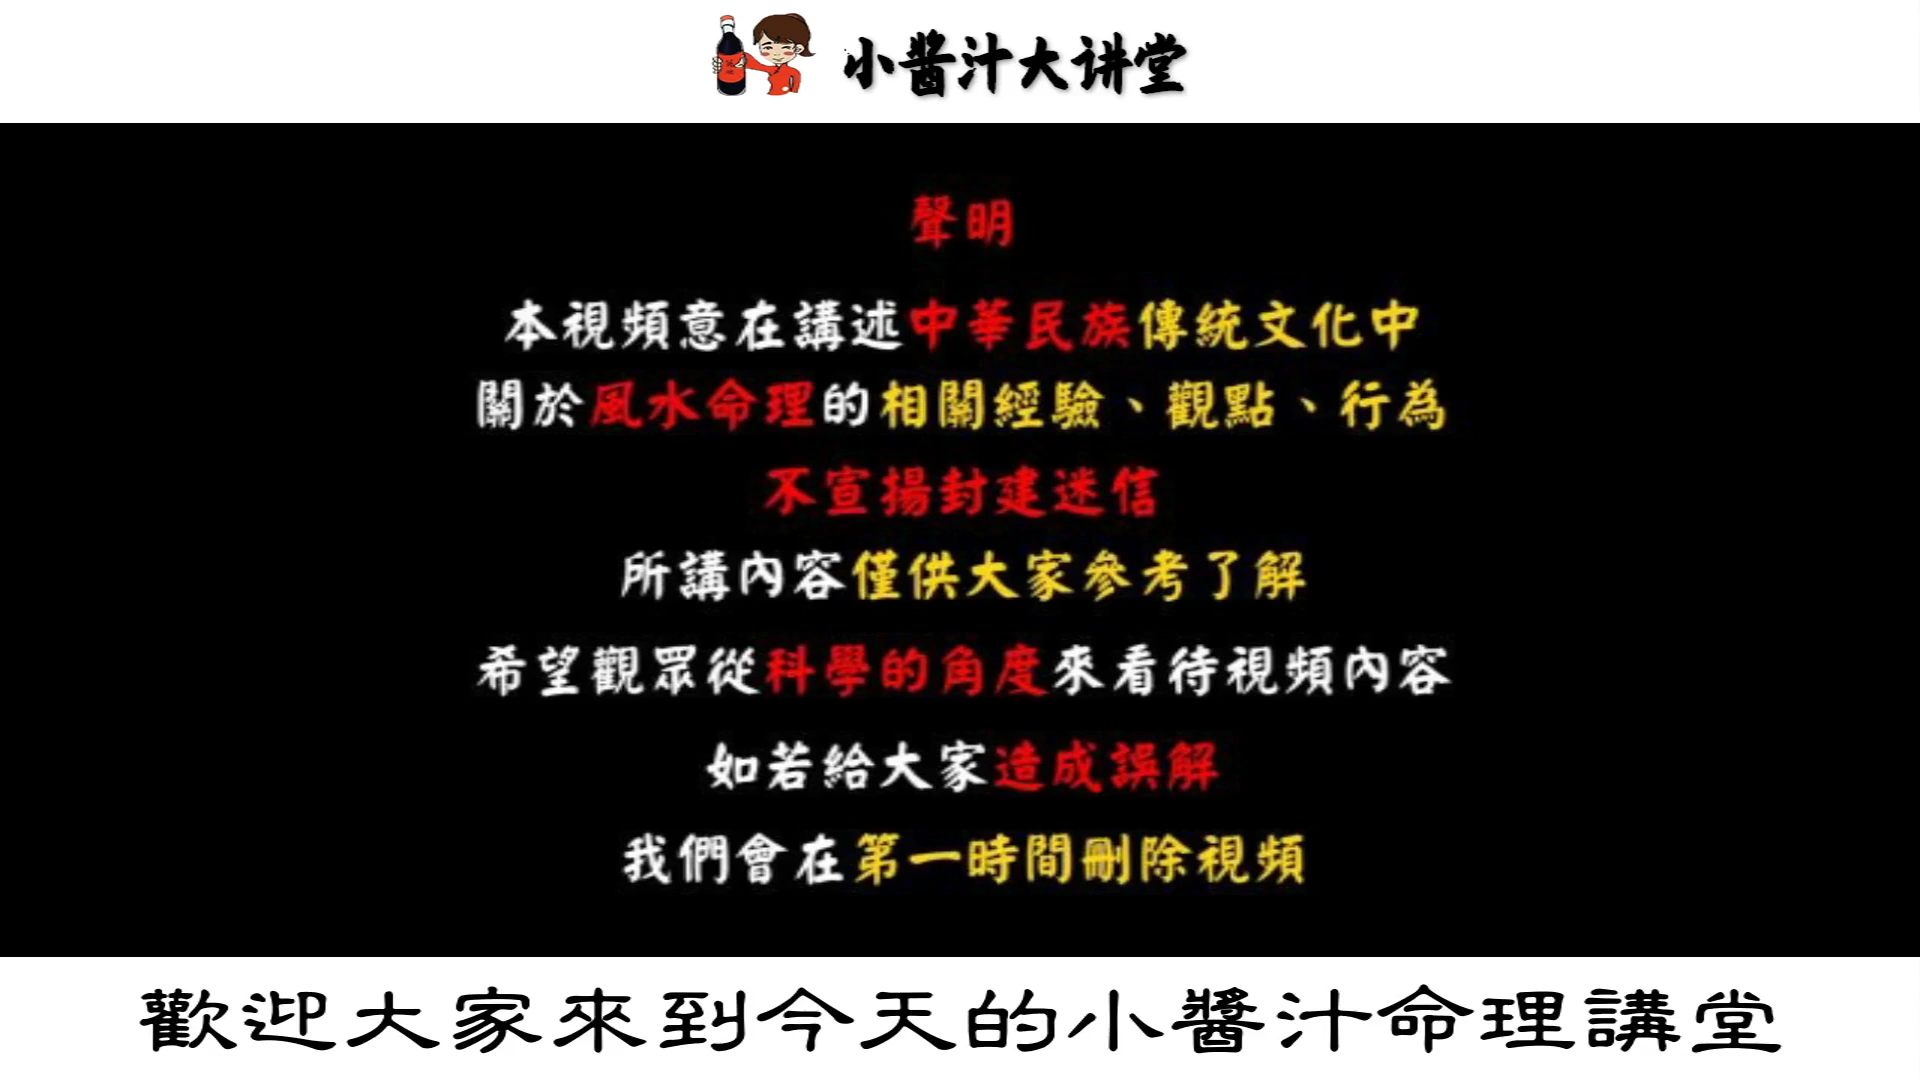 小醬汁大讲堂
聲明
本視頻意在講述中華民族傳統文化中
關於風水命理的相關經驗、觀點、行為
不宣揚封建迷信
所講內容僅供大家參考了解
希望觀眾從科學的角度來看待視頻內容
如若給大家造成誤解
我們會在第一時間刪除視頻
歡迎大家來到今天的小醬汁命理講堂